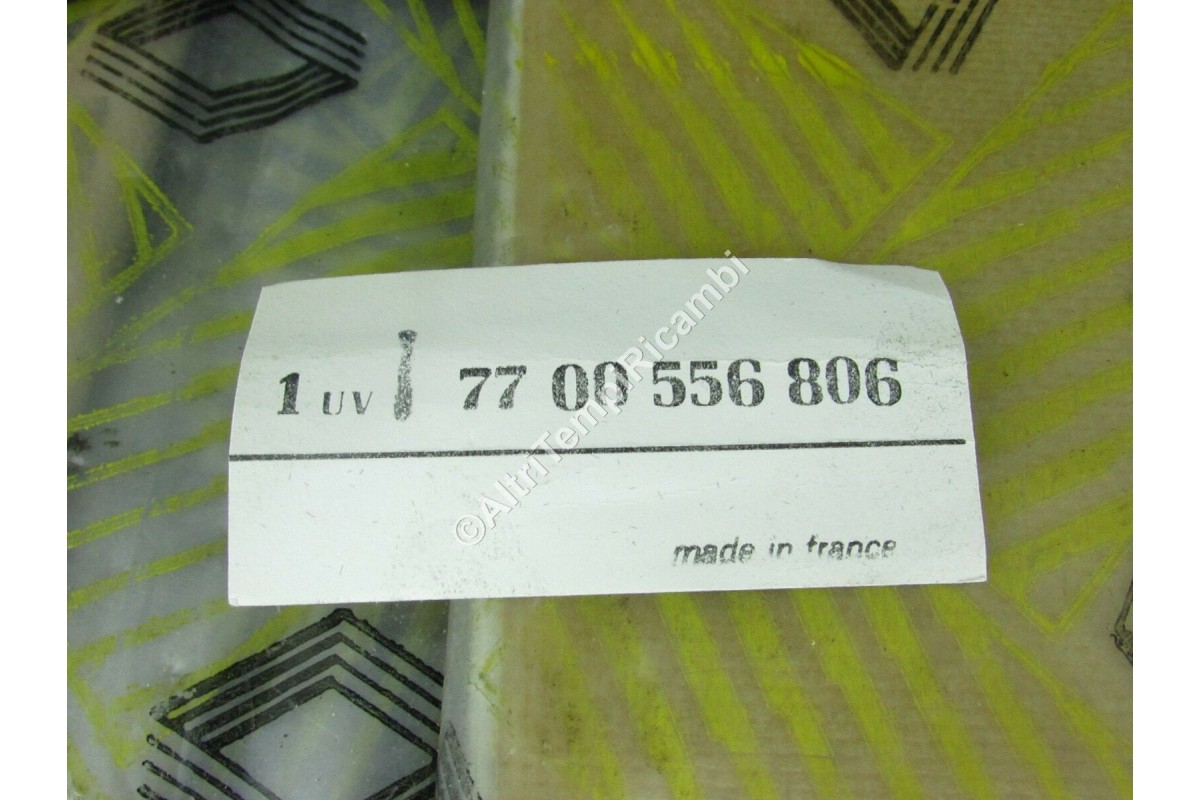 1 UV 77 00 556 806
made in france
©AltriTempiRicambi